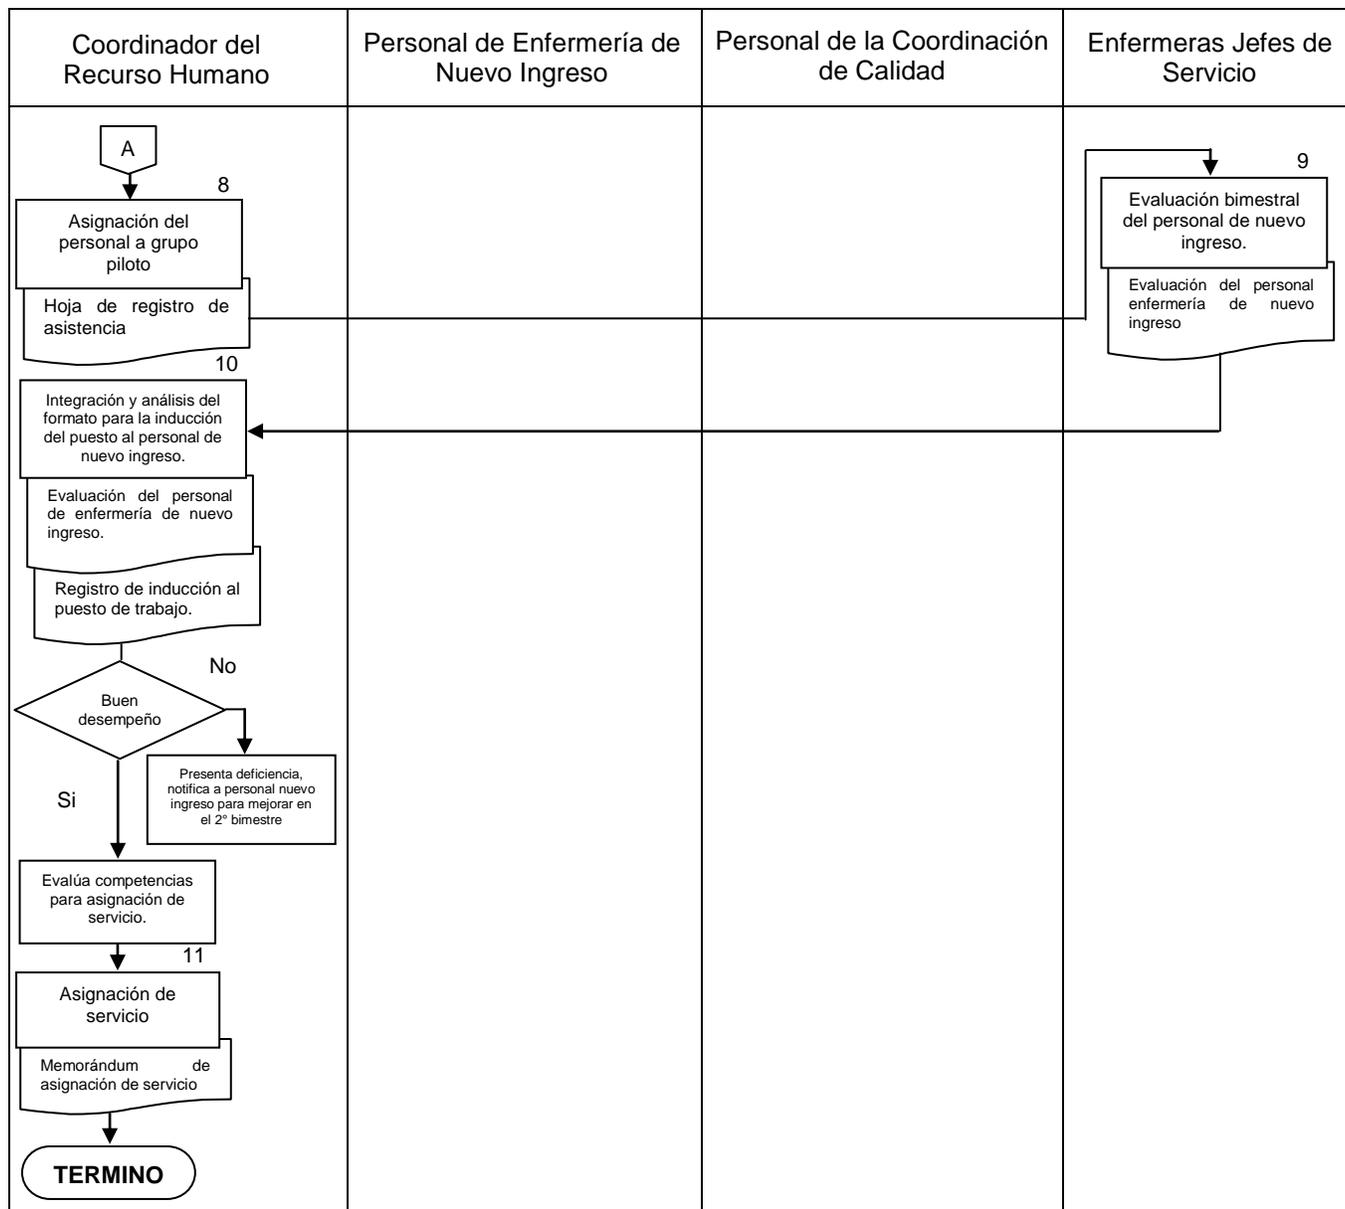 Coordinador del
Recurso Humano
Personal de Enfermería de
Nuevo Ingreso
Personal de la Coordinación
de Calidad
Enfermeras Jefes de
Servicio
A
8
Asignación del
personal a grupo
piloto
Hoja de registro de
asistencia
9
Evaluación bimestral
del personal de nuevo
ingreso.
Evaluación del personal
enfermería de nuevo
ingreso
10
Integración y análisis del
formato para la inducción
del puesto al personal de
nuevo ingreso.
Evaluación del personal
de enfermería de nuevo
ingreso.
Registro de inducción al
puesto de trabajo.
No
Buen
desempeño
Presenta deficiencia,
notifica a personal nuevo
ingreso para mejorar en
el 2° bimestre
Si
Evalúa competencias
para asignación de
servicio.
11
Asignación de
servicio
Memorándum de
asignación de servicio
TERMINO